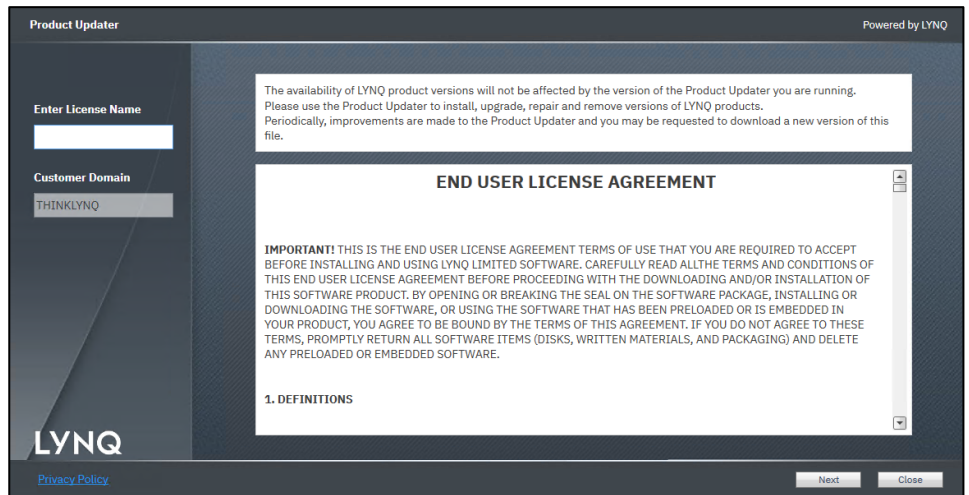 Product Updater
Powered by LYNQ
Enter License Name
Customer Domain
THINKLYNQ
The availability of LYNQ product versions will not be affected by the version of the Product Updater you are running.
Please use the Product Updater to install, upgrade, repair and remove versions of LYNQ products.
Periodically, improvements are made to the Product Updater and you may be requested to download a new version of this
file.
END USER LICENSE AGREEMENT
IMPORTANT! THIS IS THE END USER LICENSE AGREEMENT TERMS OF USE THAT YOU ARE REQUIRED TO ACCEPT
BEFORE INSTALLING AND USING LYNQ LIMITED SOFTWARE. CAREFULLY READ ALLTHE TERMS AND CONDITIONS OF
THIS END USER LICENSE AGREEMENT BEFORE PROCEEDING WITH THE DOWNLOADING AND/OR INSTALLATION OF
THIS SOFTWARE PRODUCT. BY OPENING OR BREAKING THE SEAL ON THE SOFTWARE PACKAGE, INSTALLING OR
DOWNLOADING THE SOFTWARE, OR USING THE SOFTWARE THAT HAS BEEN PRELOADED OR IS EMBEDDED IN
YOUR PRODUCT, YOU AGREE TO BE BOUND BY THE TERMS OF THIS AGREEMENT. IF YOU DO NOT AGREE TO THESE
TERMS, PROMPTLY RETURN ALL SOFTWARE ITEMS (DISKS, WRITTEN MATERIALS, AND PACKAGING) AND DELETE
ANY PRELOADED OR EMBEDDED SOFTWARE.
1. DEFINITIONS
LYNQ
Privacy Policy
Next
Close